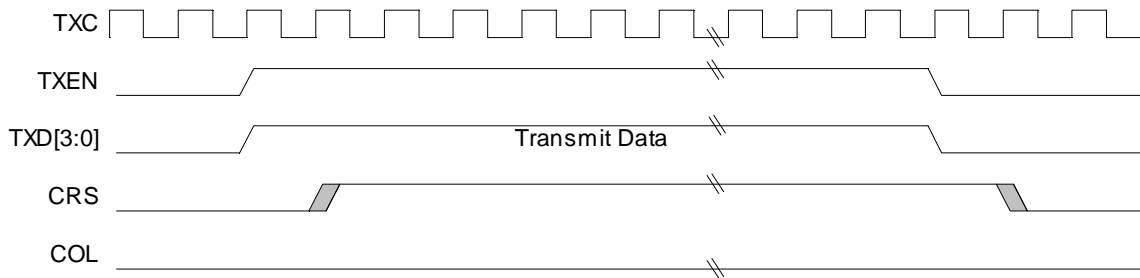 TXC
TXEN
TXD[3:0]
Transmit Data
CRS
COL